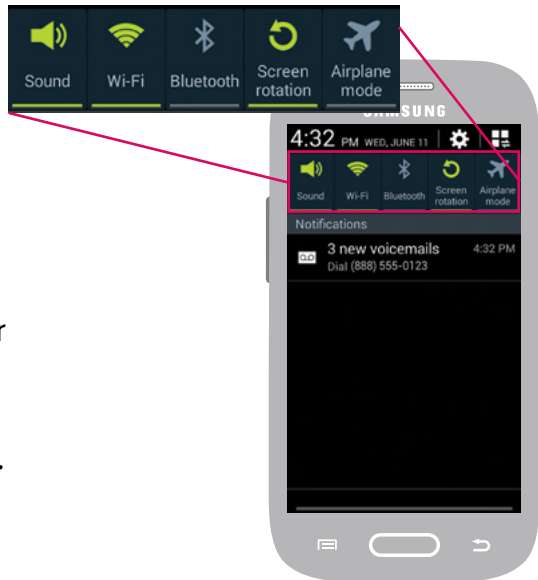 Sound Wi-Fi Bluetooth Screen rotation Airplane mode
SAMSUNG
4:32 PM WED, JUNE 11
Sound Wi-Fi Bluetooth Screen rotation Airplane mode
Notifications
3 new voicemails 4:32 PM
Dial (888) 555-0123
r
.